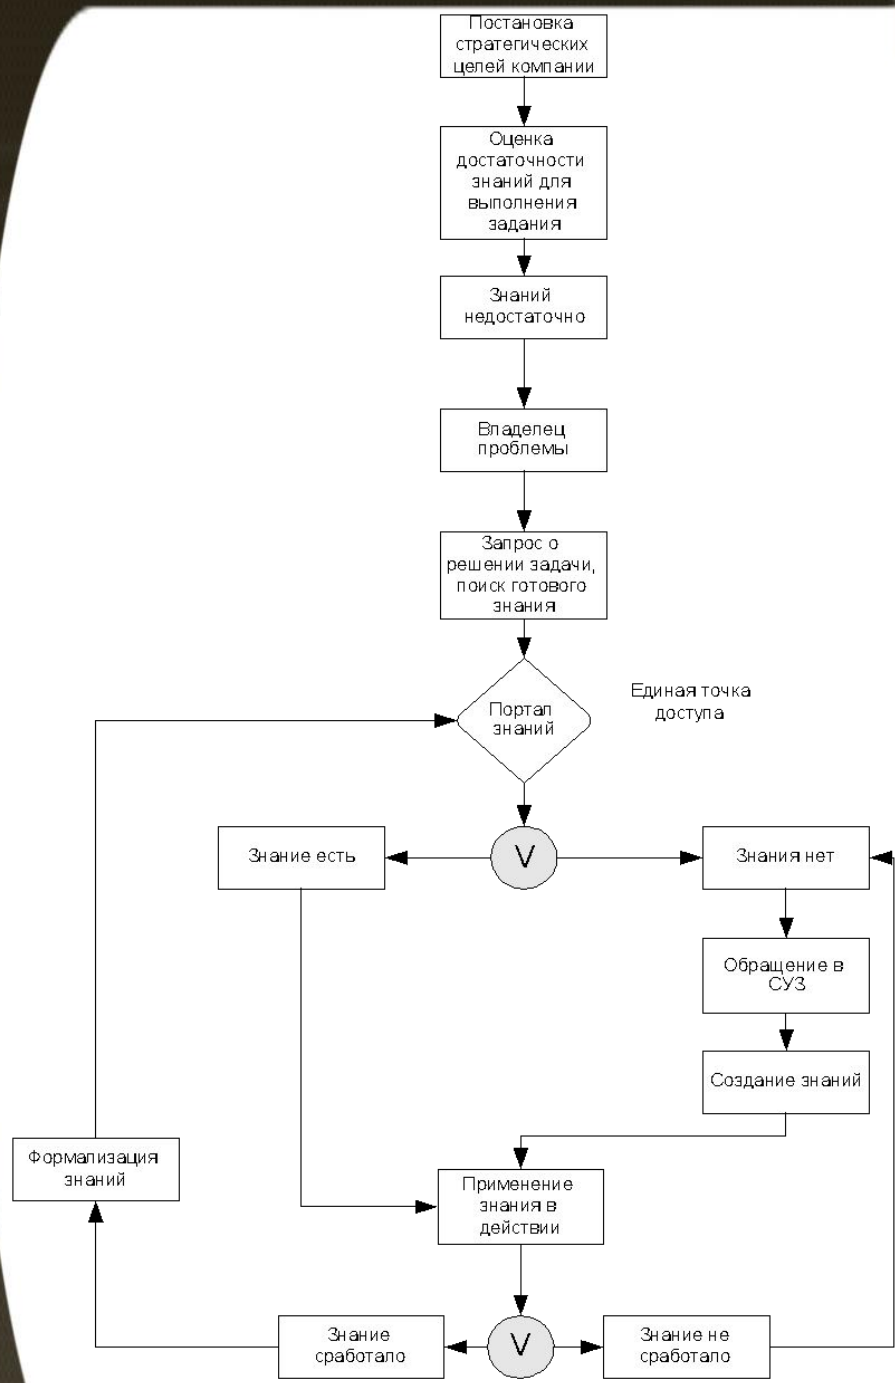 Постановка
стратегических
целей компании
Оценка
достаточности
знаний для
выполнения
задания
Знаний
недостаточно
Владелец
проблемы
Запрос о
решении задачи,
поиск готового
знания
Портал
знаний
Единая точка
доступа
Знание есть
V
Знания нет
Обращение в
СУЗ
Создание знаний
Формализация
знаний
Применение
знания в
действии
Знание
сработало
V
Знание не
сработало